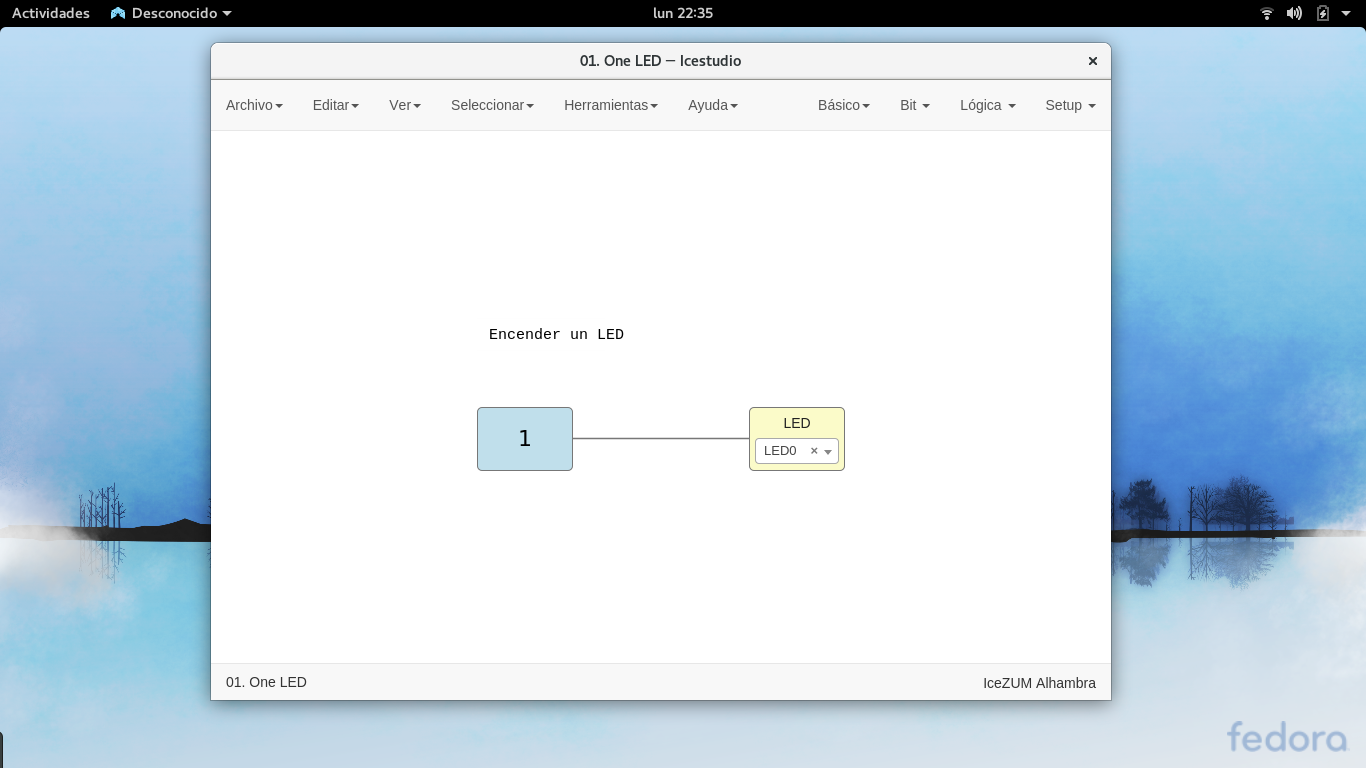 Actividades Desconocido lun 22:35
01. One LED — Icestudio ×
Archivo Editar Ver Seleccionar Herramientas Ayuda Básico Bit Lógica Setup
Encender un LED
1
LED
LED0 ×
01. One LED IceZUM Alhambra
fedora